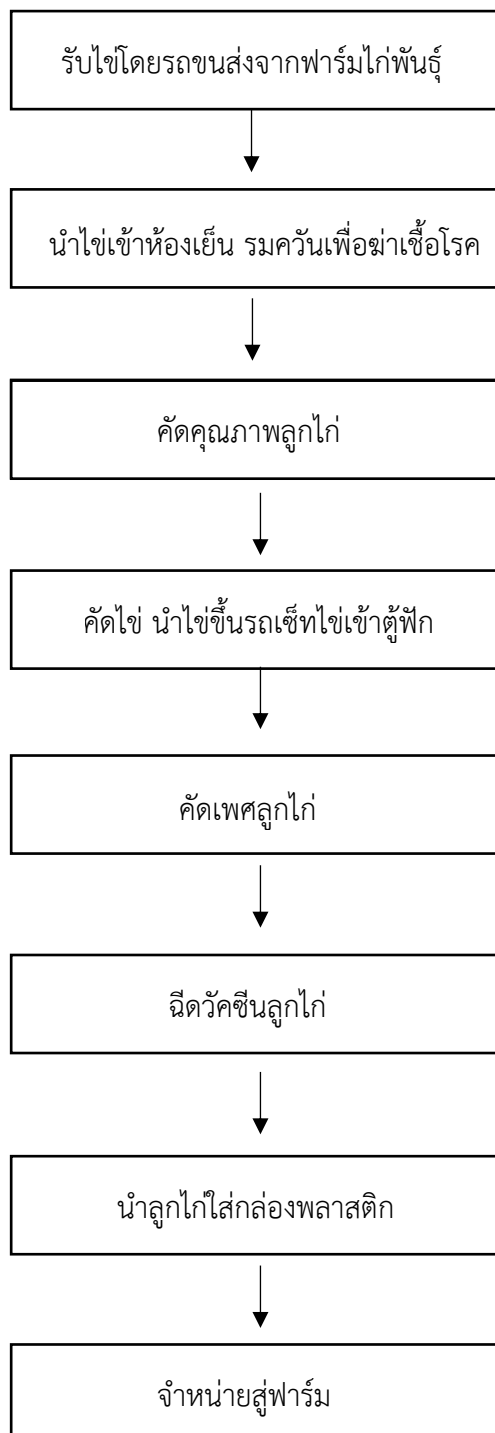 รับไข่โดยรถขนส่งจากฟาร์มไก่พันธุ์
นำไข่เข้าห้องเย็น รมควันเพื่อฆ่าเชื้อโรค
คัดคุณภาพลูกไก่
คัดไข่ นำไข่ขึ้นรถเซ็ทไข่เข้าตู้ฟัก
คัดเพศลูกไก่
ฉีดวัคซีนลูกไก่
นำลูกไก่ใส่กล่องพลาสติก
จำหน่ายสู่ฟาร์ม